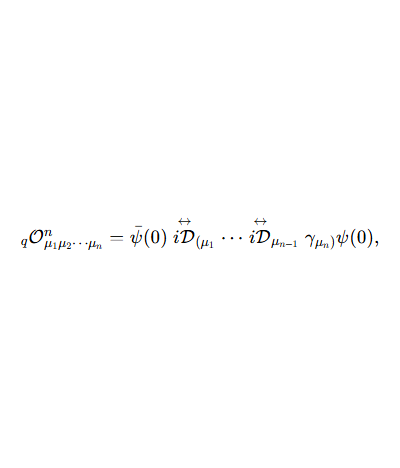 $_{q}\mathcal{O}^{n}_{\mu_1\mu_2\cdots\mu_n} = \bar{\psi}(0)\; i\overset{\leftrightarrow}{\mathcal{D}}_{(\mu_1} \cdots i\overset{\leftrightarrow}{\mathcal{D}}_{\mu_{n-1}}\; \gamma_{\mu_n)}\psi(0),$